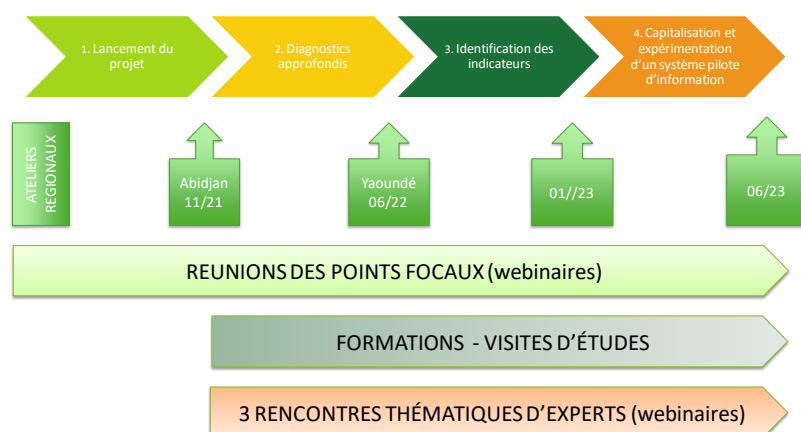 1. Lancement du
projet
2. Diagnostics
approfondis
3. Identification des
indicateurs
4. Capitalisation et
expérimentation
d'un système pilote
d'information
ATELIERS
REGIONAUX
Abidjan
11/21
Yaoundé
06/22
01//23
06/23
REUNIONS DES POINTS FOCAUX (webinaires)
FORMATIONS - VISITES D'ÉTUDES
3 RENCONTRES THÉMATIQUES D'EXPERTS (webinaires)